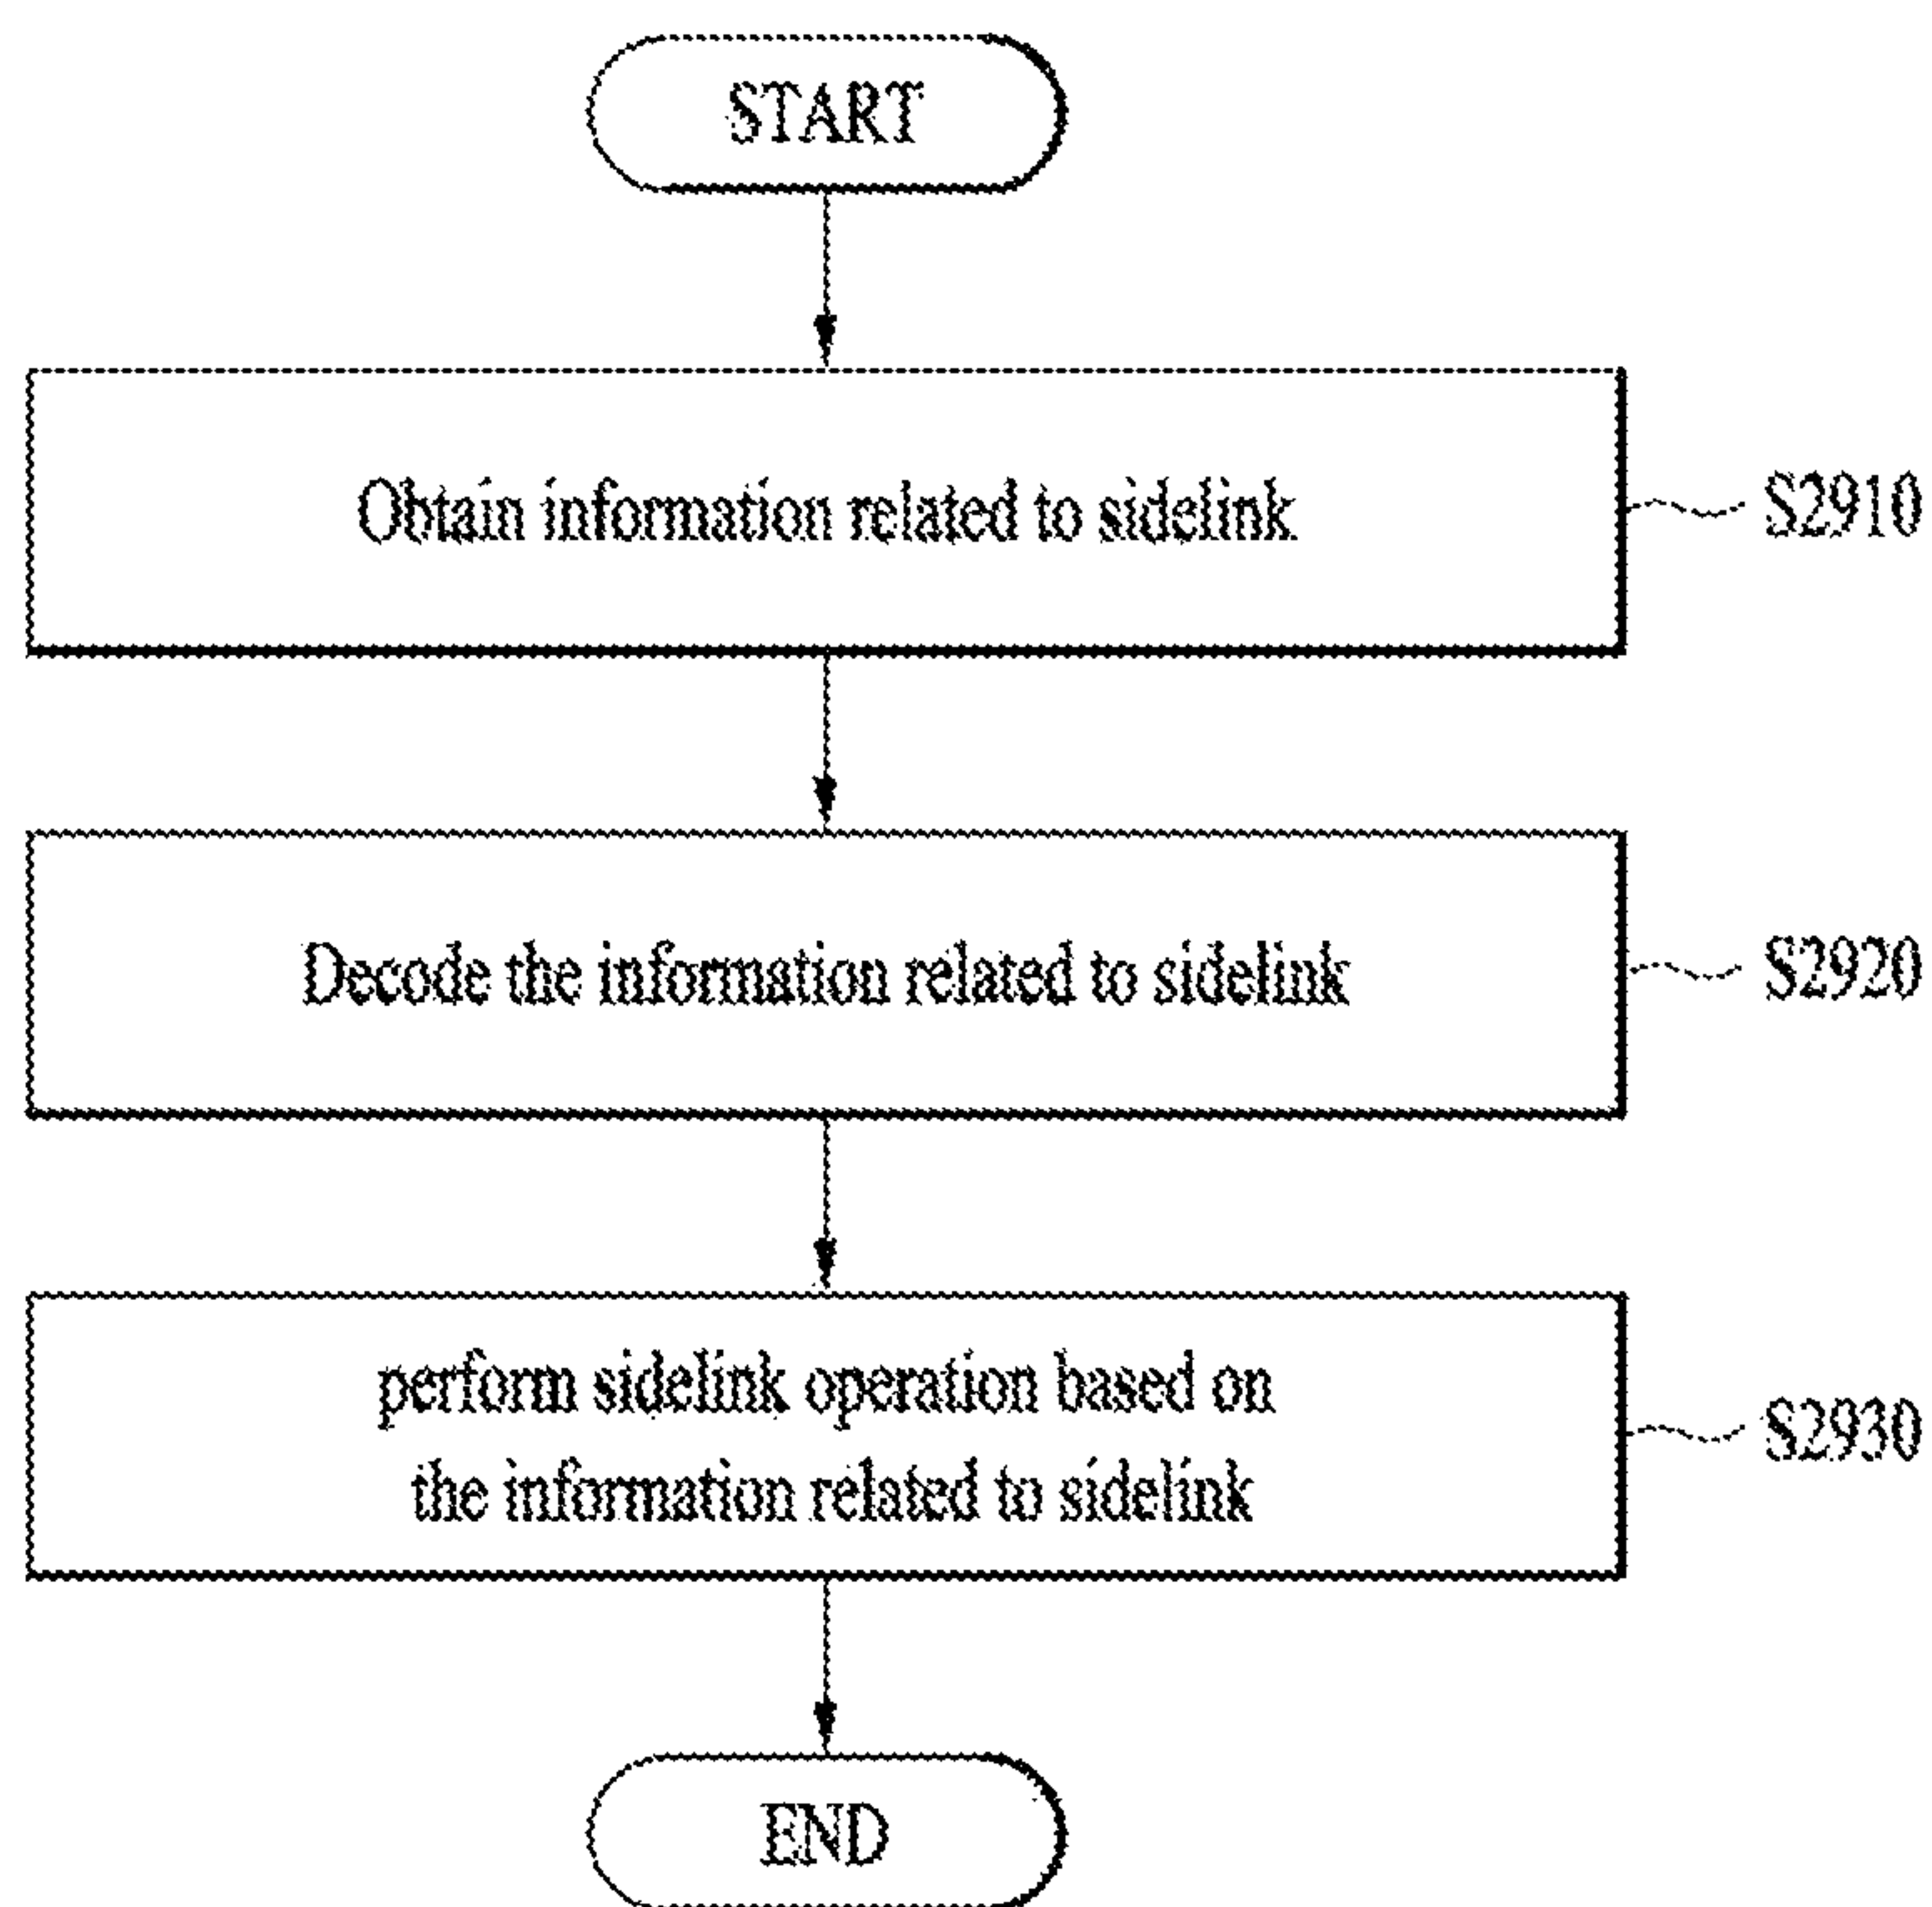 START
Obtain information related to sidelink
S2910
Decode the information related to sidelink
S2920
perform sidelink operation based on
the information related to sidelink
S2930
END